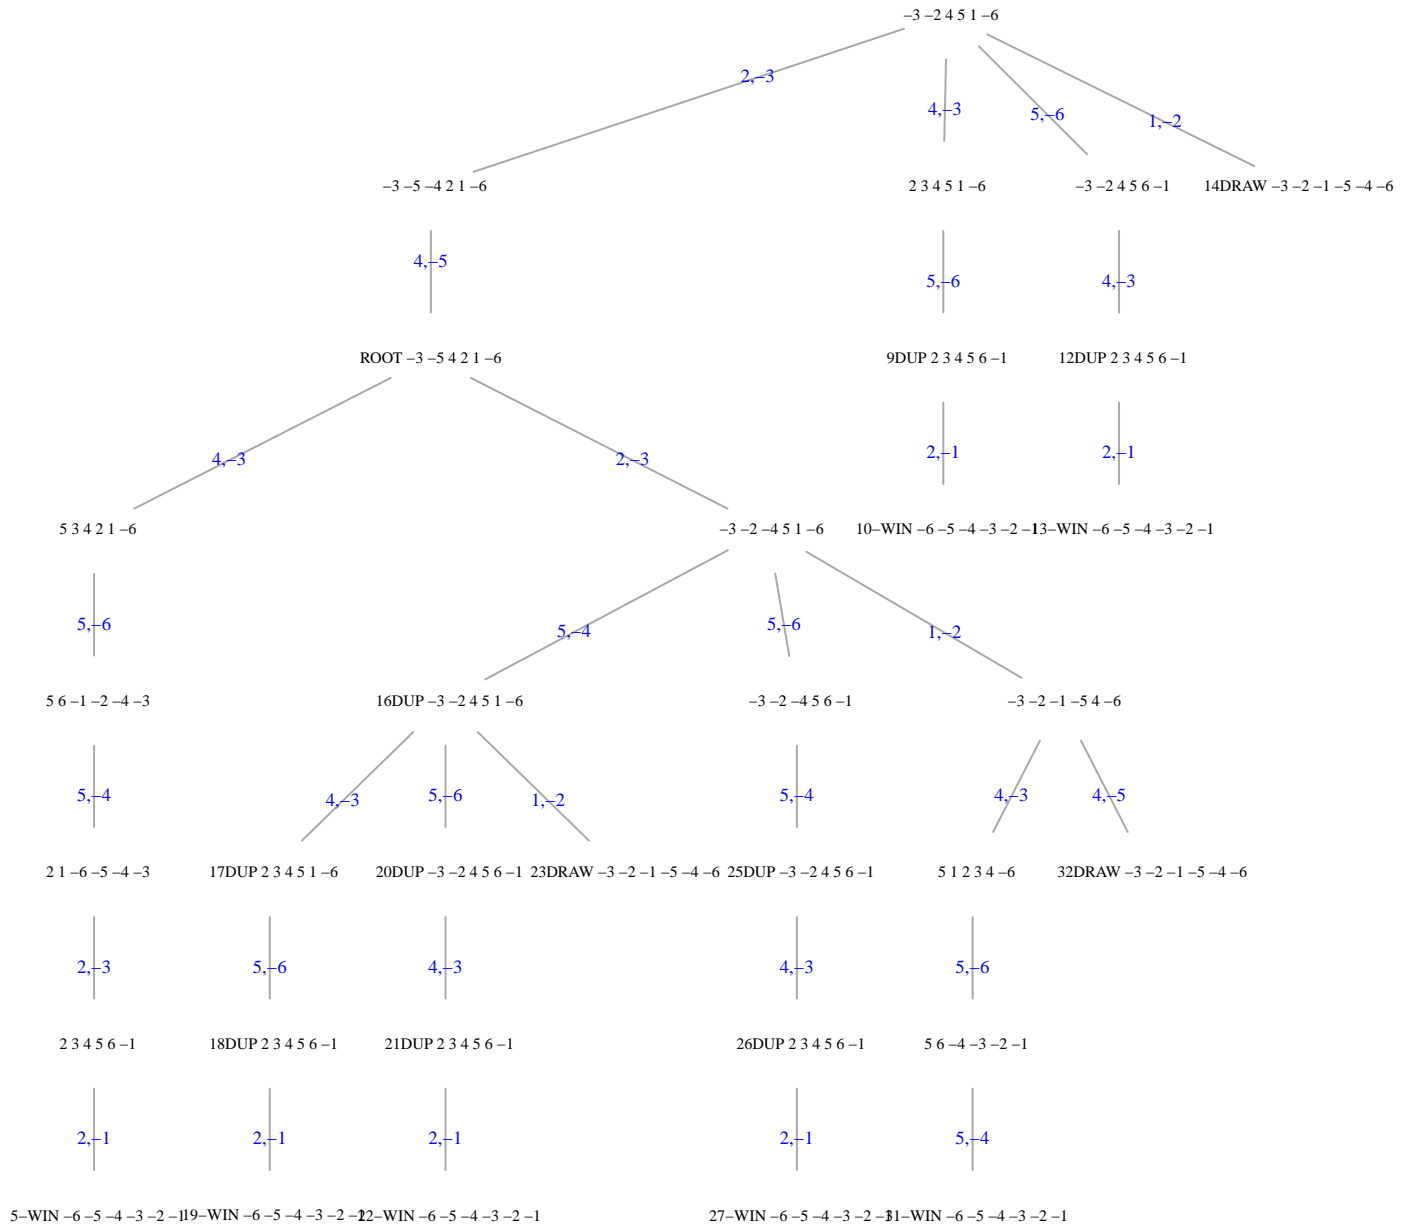 –3 –2 4 5 1 –6
2,–3
4,–3
5,–6
1,–2
–3 –5 –4 2 1 –6
2 3 4 5 1 –6
–3 –2 4 5 6 –1
14DRAW –3 –2 –1 –5 –4 –6
4,–5
5,–6
4,–3
ROOT –3 –5 4 2 1 –6
9DUP 2 3 4 5 6 –1
12DUP 2 3 4 5 6 –1
4,–3
2,–3
2,–1
2,–1
5 3 4 2 1 –6
–3 –2 –4 5 1 –6
10–WIN –6 –5 –4 –3 –2 –1
13–WIN –6 –5 –4 –3 –2 –1
5,–6
5,–4
5,–6
1,–2
5 6 –1 –2 –4 –3
16DUP –3 –2 4 5 1 –6
–3 –2 –4 5 6 –1
–3 –2 –1 –5 4 –6
5,–4
4,–3
5,–6
1,–2
5,–4
4,–3
4,–5
2 1 –6 –5 –4 –3
17DUP 2 3 4 5 1 –6
20DUP –3 –2 4 5 6 –1
23DRAW –3 –2 –1 –5 –4 –6
25DUP –3 –2 4 5 6 –1
5 1 2 3 4 –6
32DRAW –3 –2 –1 –5 –4 –6
2,–3
5,–6
4,–3
4,–3
5,–6
2 3 4 5 6 –1
18DUP 2 3 4 5 6 –1
21DUP 2 3 4 5 6 –1
26DUP 2 3 4 5 6 –1
5 6 –4 –3 –2 –1
2,–1
2,–1
2,–1
2,–1
5,–4
5–WIN –6 –5 –4 –3 –2 –1
19–WIN –6 –5 –4 –3 –2 –1
22–WIN –6 –5 –4 –3 –2 –1
27–WIN –6 –5 –4 –3 –2 –1
31–WIN –6 –5 –4 –3 –2 –1